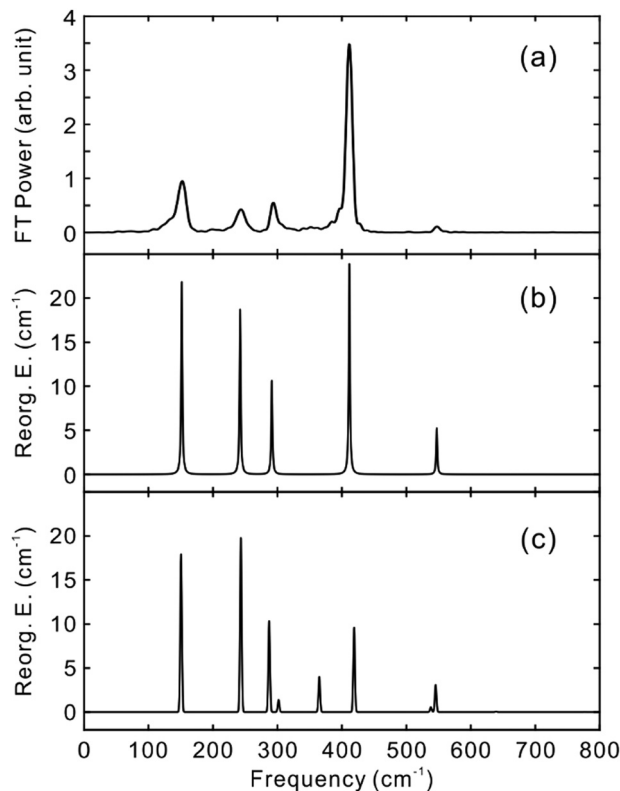 4
3
2
1
0
FT Power (arb. unit)
(a)
20
15
10
5
0
Reorg. E. (cm⁻¹)
(b)
20
15
10
5
0
Reorg. E. (cm⁻¹)
(c)
0 100 200 300 400 500 600 700 800
Frequency (cm⁻¹)